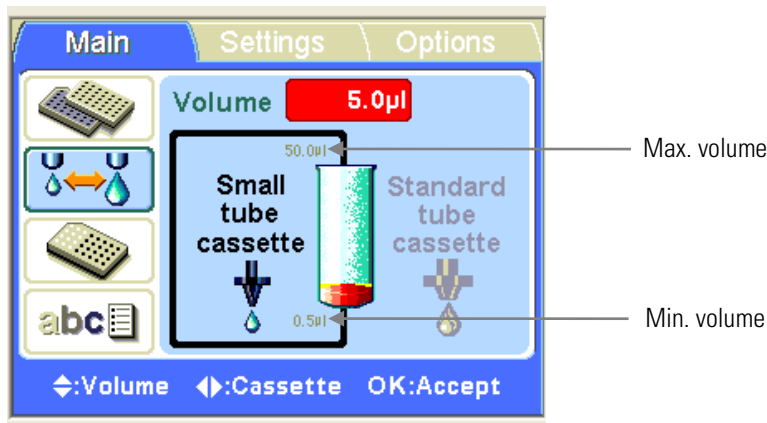 Main Settings Options
Volume 5.0µl
50.0µl
Max. volume
Small
tube
cassette
Standard
tube
cassette
0.5µl
Min. volume
abc
:Volume :Cassette OK:Accept